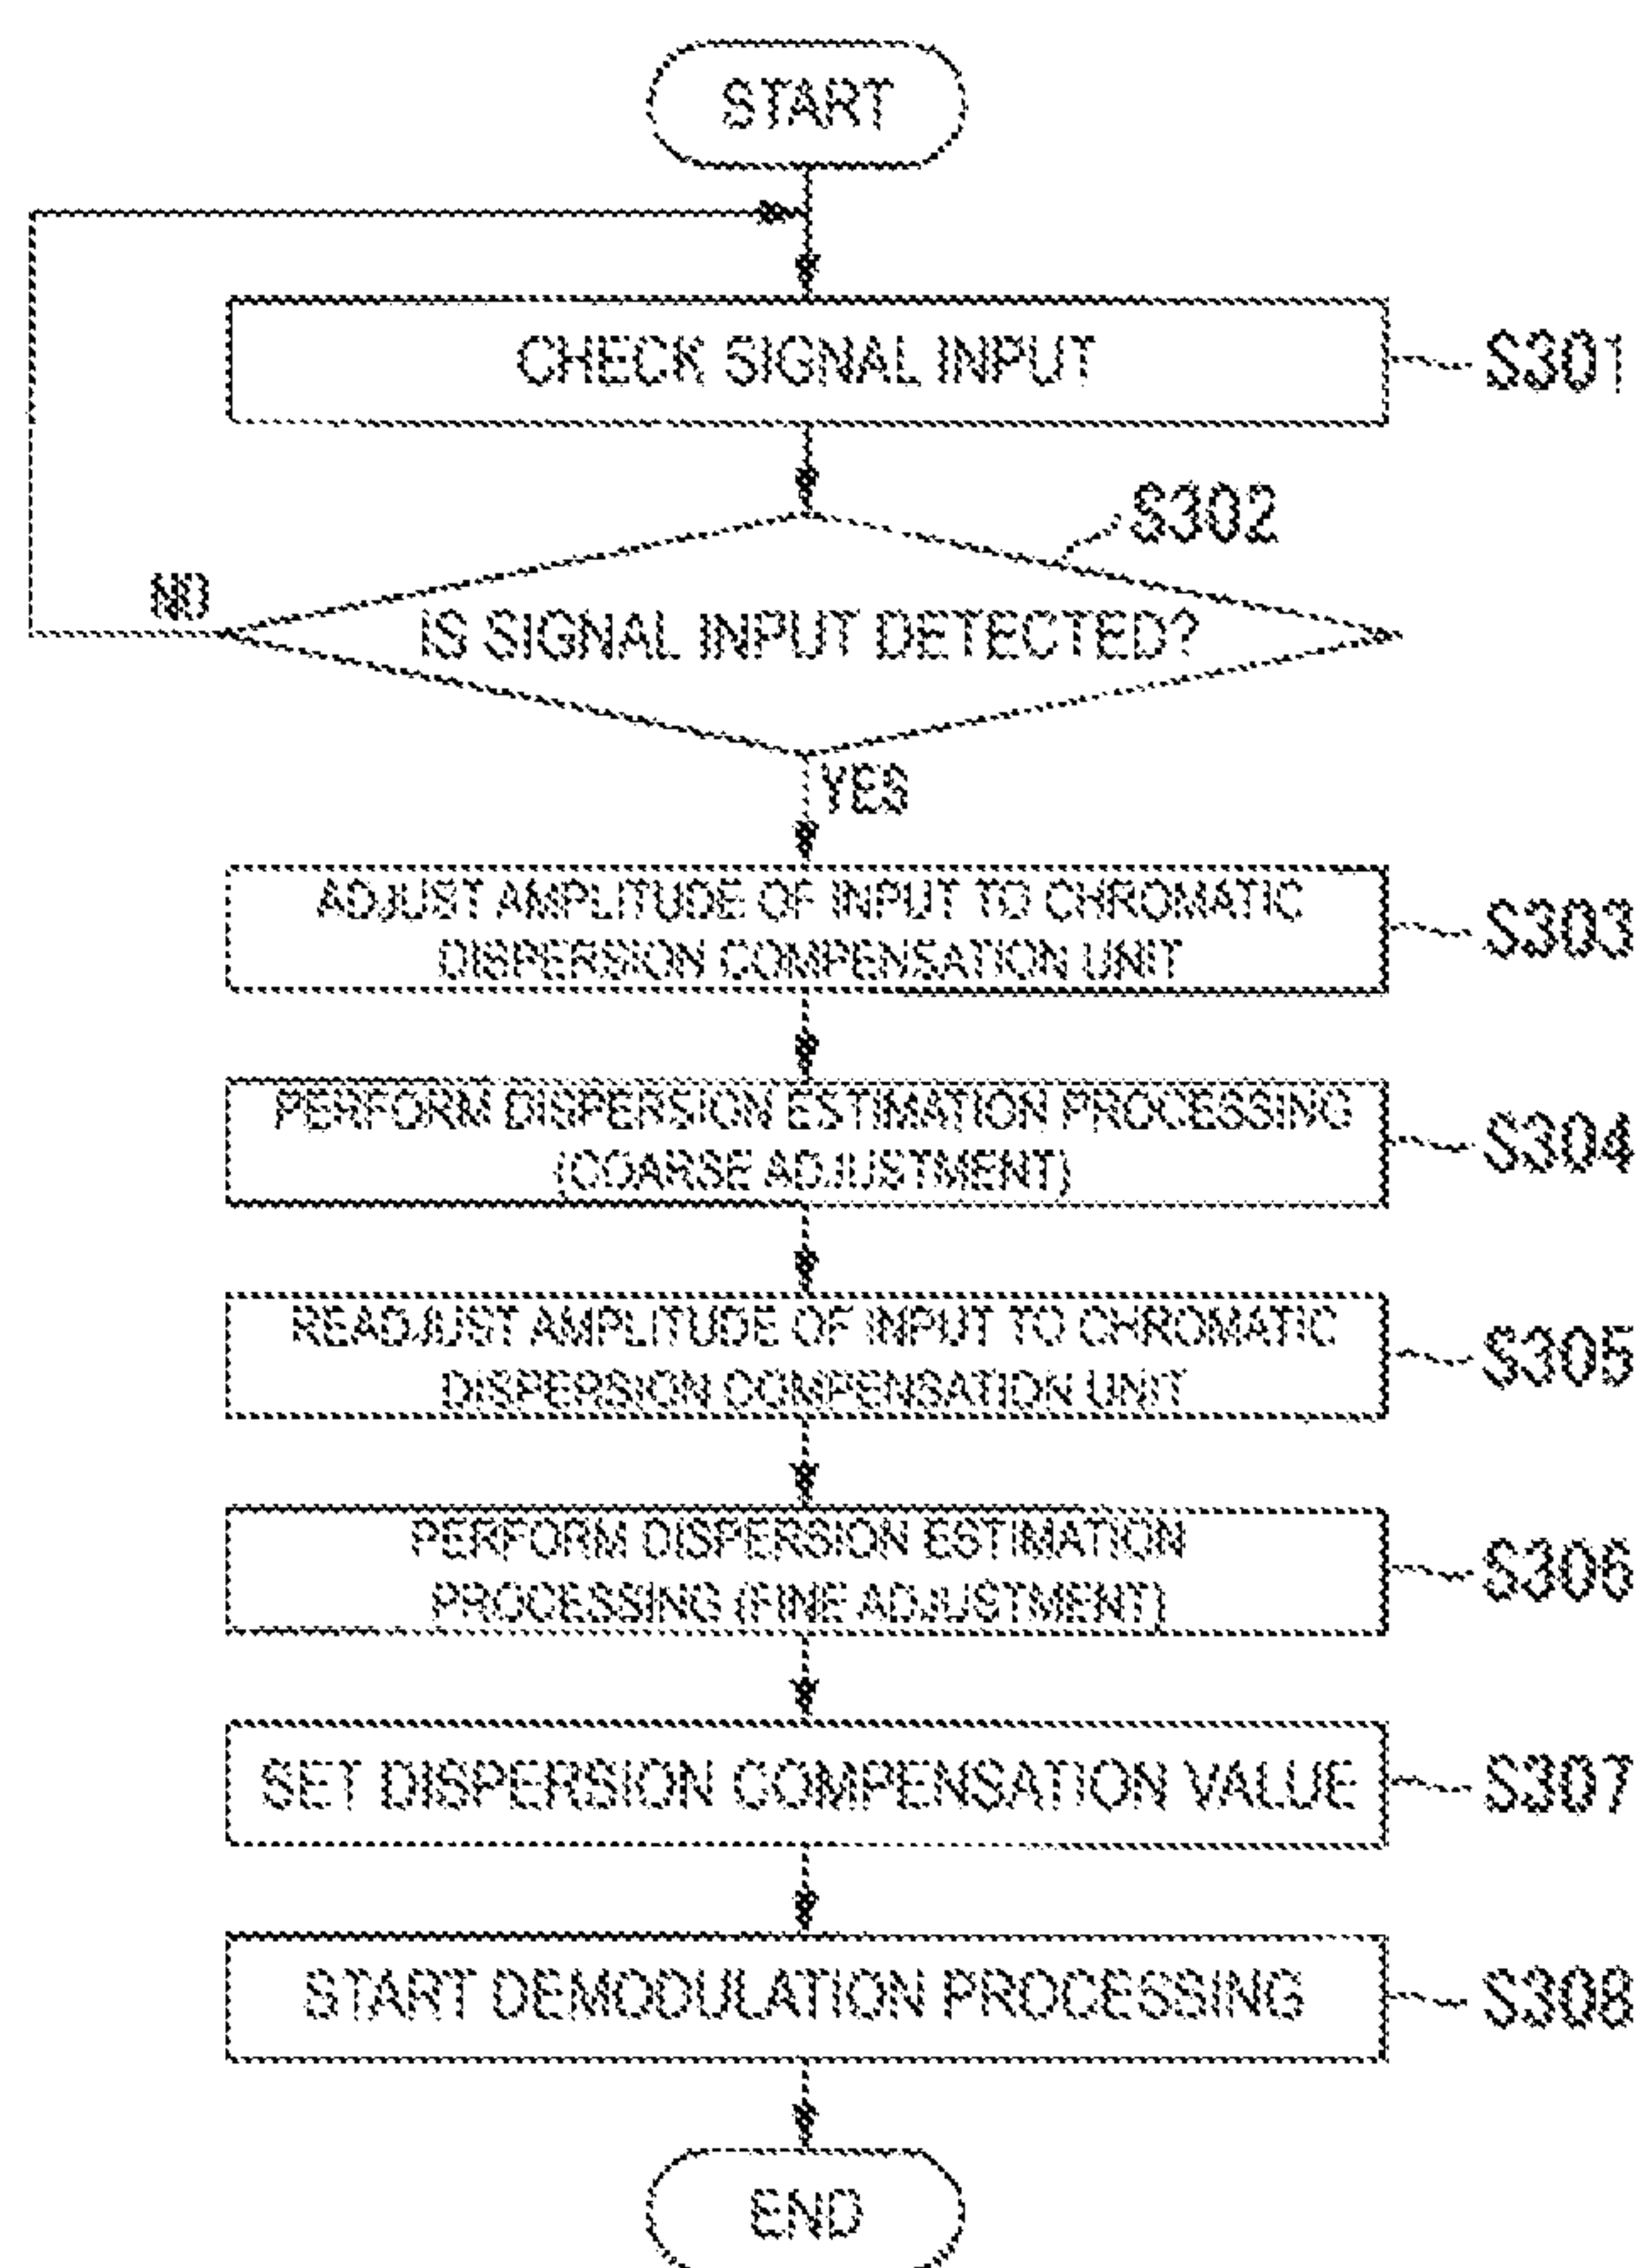 START
CHECK SIGNAL INPUT
S301
S302
NO
IS SIGNAL INPUT DETECTED?
YES
ADJUST AMPLITUDE OF INPUT TO CHROMATIC
DISPERSION COMPENSATION UNIT
S303
PERFORM DISPERSION ESTIMATION PROCESSING
(COARSE ADJUSTMENT)
S304
READJUST AMPLITUDE OF INPUT TO CHROMATIC
DISPERSION COMPENSATION UNIT
S305
PERFORM DISPERSION ESTIMATION
PROCESSING (FINE ADJUSTMENT)
S306
SET DISPERSION COMPENSATION VALUE
S307
START DEMODULATION PROCESSING
S308
END